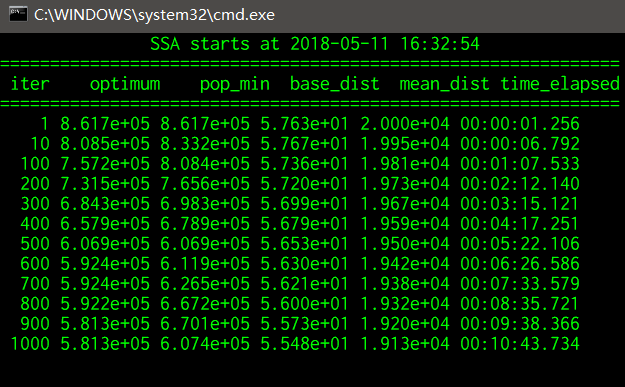 C:\WINDOWS\system32\cmd.exe
SSA starts at 2018-05-11 16:32:54
==============================================================
iter optimum pop_min base_dist mean_dist time_elapsed
==============================================================
1 8.617e+05 8.617e+05 5.763e+01 2.000e+04 00:00:01.256
10 8.085e+05 8.332e+05 5.767e+01 1.995e+04 00:00:06.792
100 7.572e+05 8.084e+05 5.736e+01 1.981e+04 00:01:07.533
200 7.315e+05 7.656e+05 5.720e+01 1.973e+04 00:02:12.140
300 6.843e+05 6.983e+05 5.699e+01 1.967e+04 00:03:15.121
400 6.579e+05 6.789e+05 5.679e+01 1.959e+04 00:04:17.251
500 6.069e+05 6.069e+05 5.653e+01 1.950e+04 00:05:22.106
600 5.924e+05 6.119e+05 5.630e+01 1.942e+04 00:06:26.586
700 5.924e+05 6.265e+05 5.621e+01 1.938e+04 00:07:33.579
800 5.922e+05 6.672e+05 5.600e+01 1.932e+04 00:08:35.721
900 5.813e+05 6.701e+05 5.573e+01 1.920e+04 00:09:38.366
1000 5.813e+05 6.074e+05 5.548e+01 1.913e+04 00:10:43.734